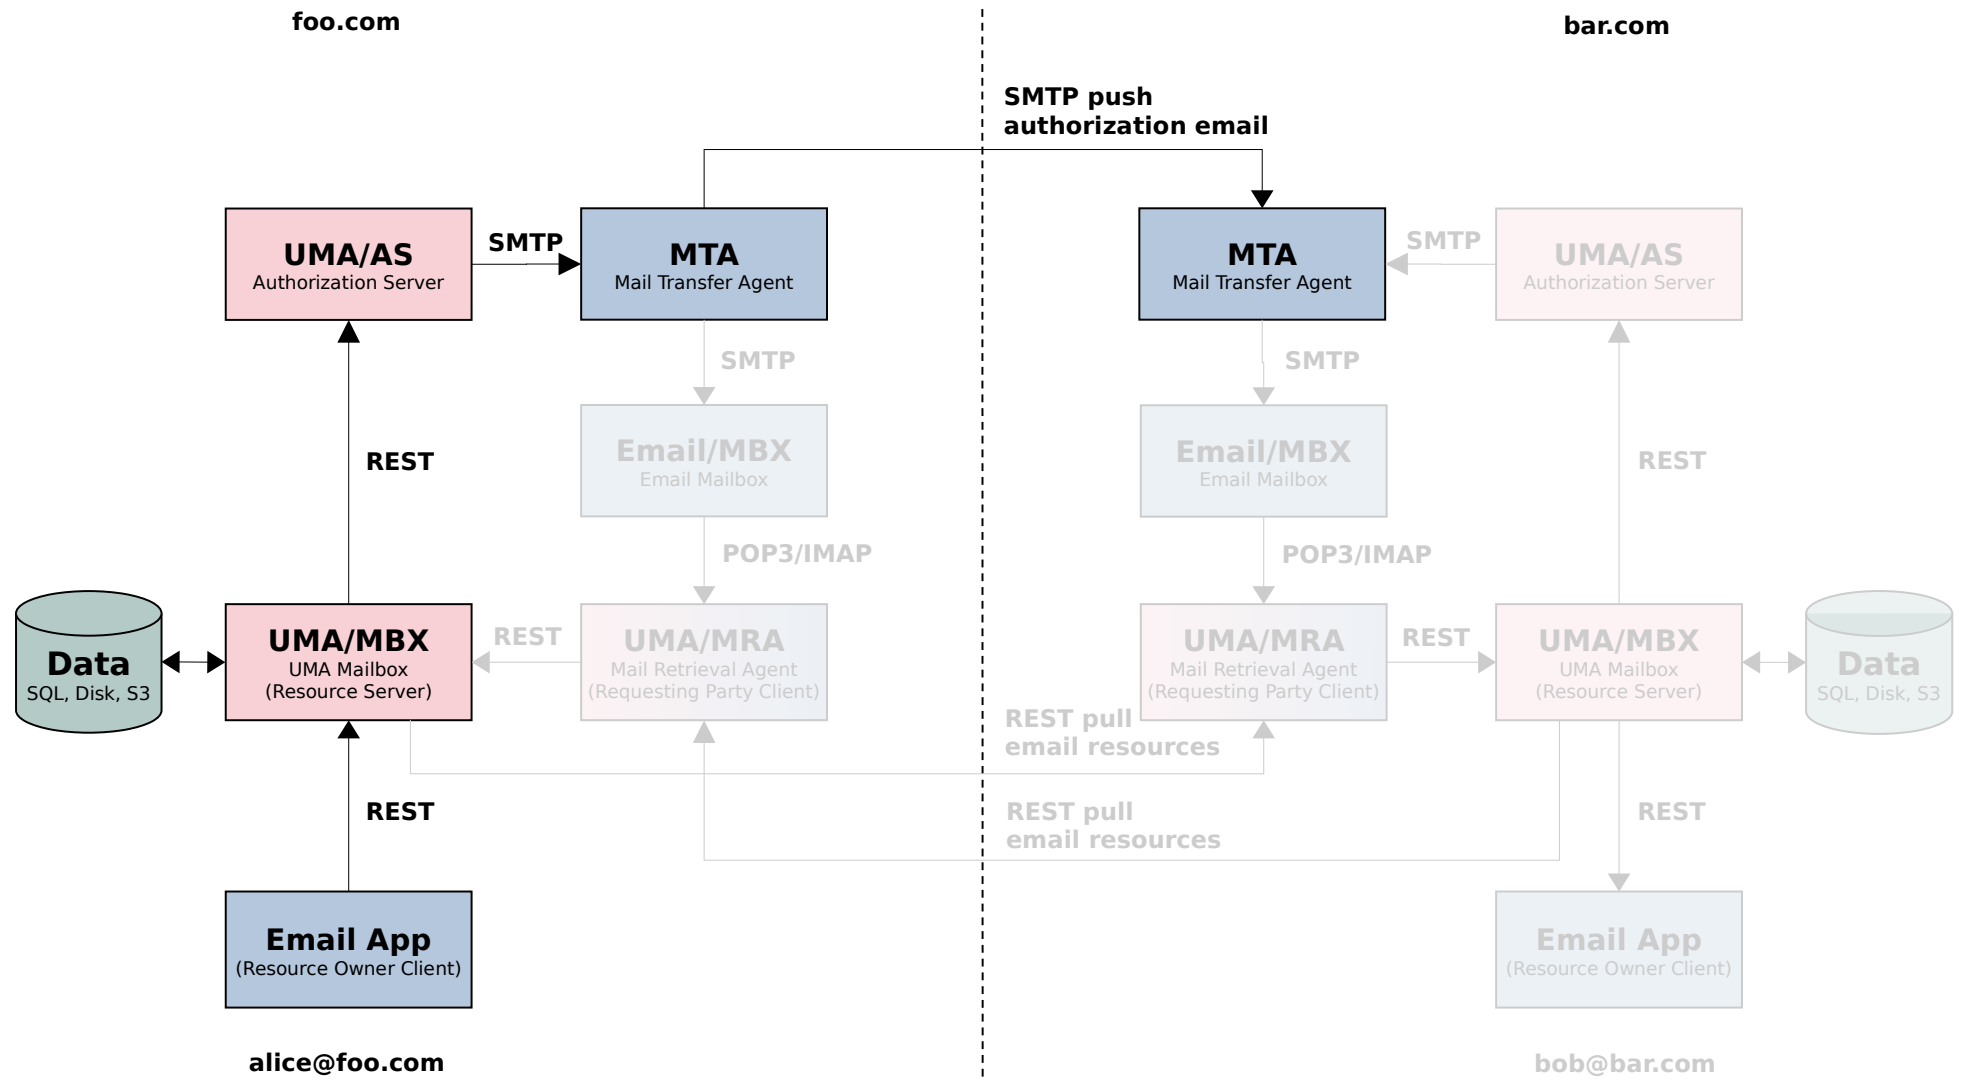 foo.com
bar.com
SMTP push
authorization email
UMA/AS
Authorization Server
SMTP
MTA
Mail Transfer Agent
MTA
Mail Transfer Agent
SMTP
UMA/AS
Authorization Server
SMTP
SMTP
REST
Email/MBX
Email Mailbox
Email/MBX
Email Mailbox
REST
POP3/IMAP
POP3/IMAP
Data
SQL, Disk, S3
UMA/MBX
UMA Mailbox
(Resource Server)
REST
UMA/MRA
Mail Retrieval Agent
(Requesting Party Client)
UMA/MRA
Mail Retrieval Agent
(Requesting Party Client)
REST
UMA/MBX
UMA Mailbox
(Resource Server)
Data
SQL, Disk, S3
REST pull
email resources
REST
REST pull
email resources
REST
Email App
(Resource Owner Client)
Email App
(Resource Owner Client)
alice@foo.com
bob@bar.com